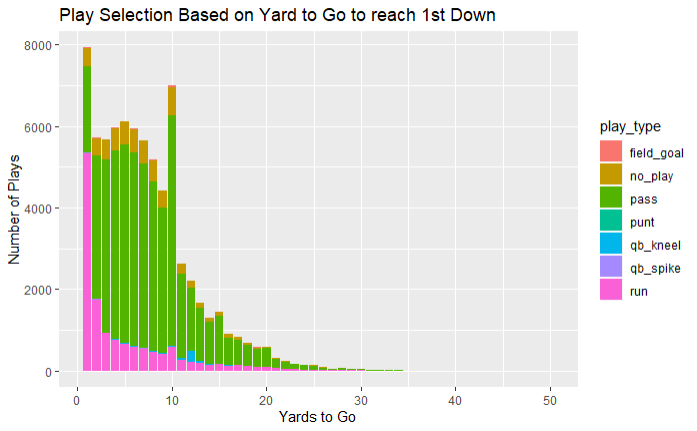 Play Selection Based on Yard to Go to reach 1st Down
8000
6000
4000
2000
0
Number of Plays
0 10 20 30 40 50
Yards to Go
play_type
field_goal
no_play
pass
punt
qb_kneel
qb_spike
run